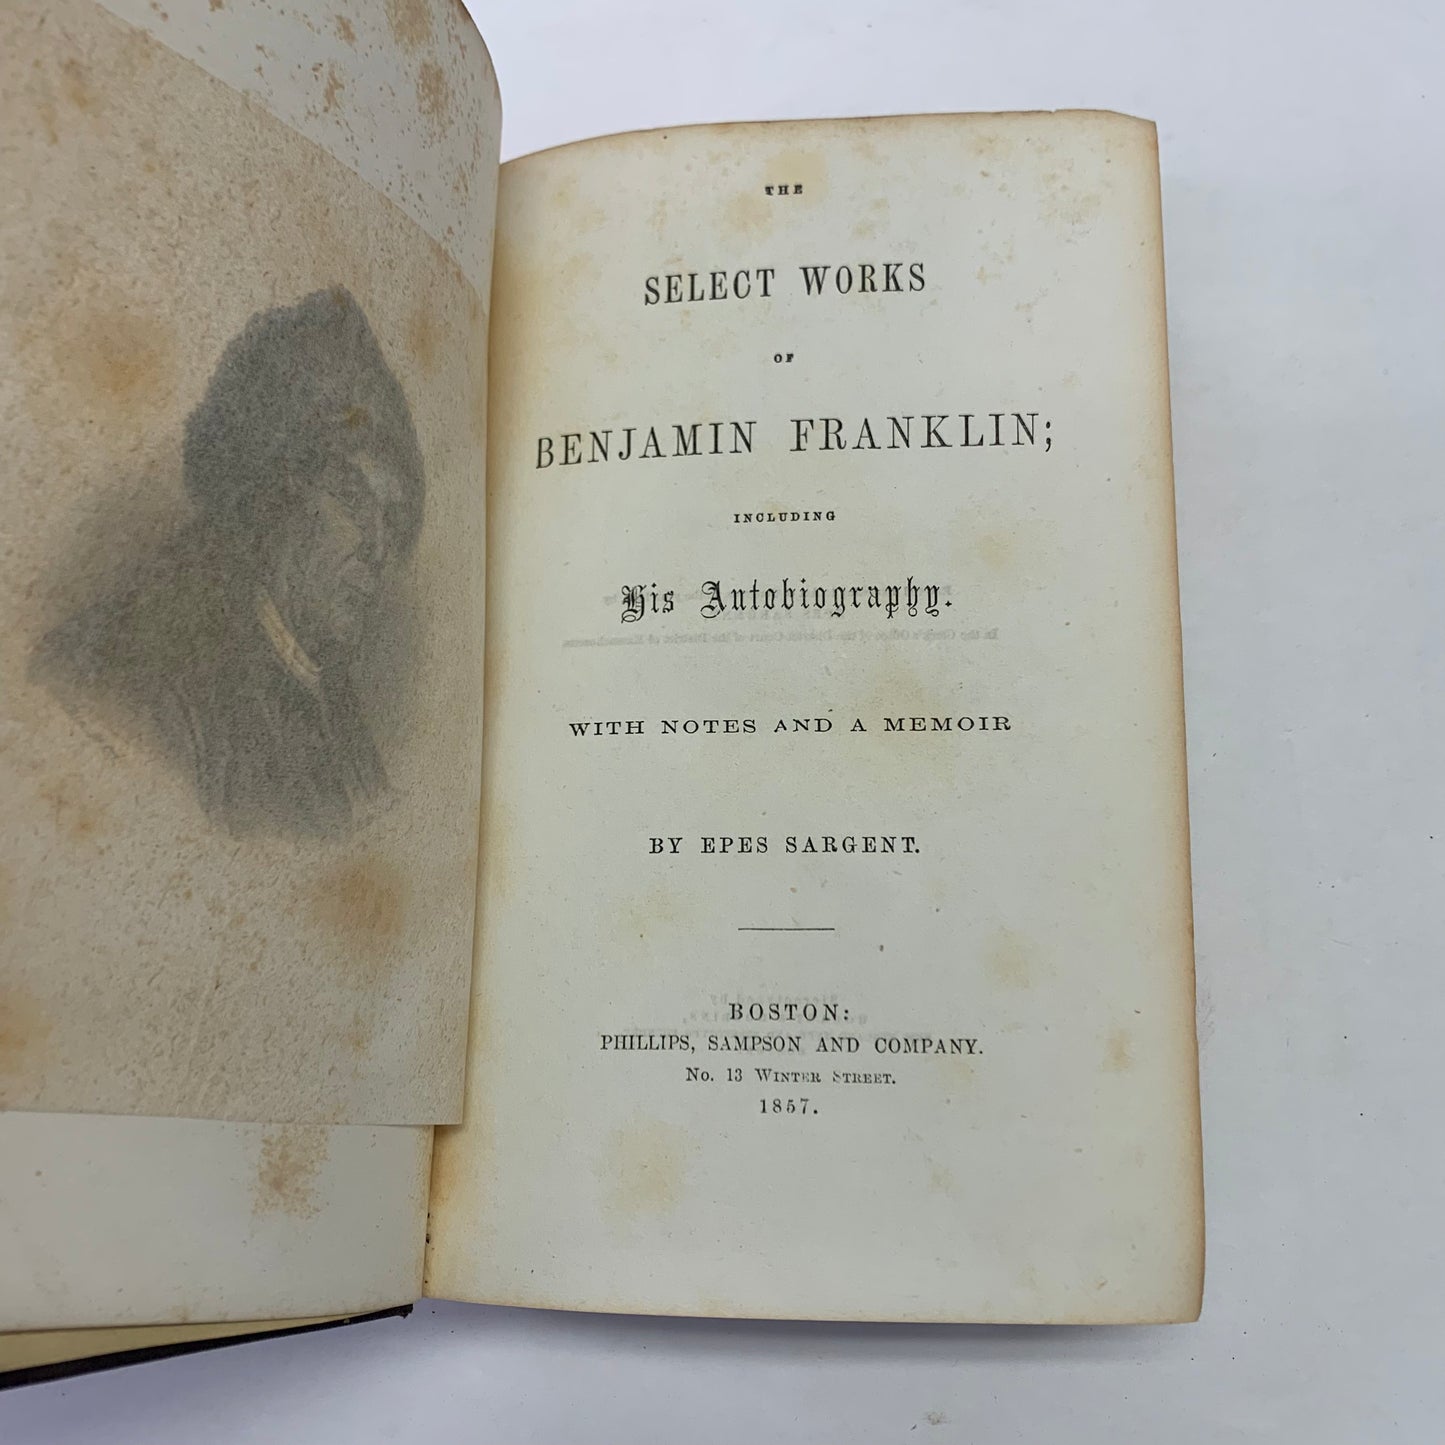 THE
SELECT WORKS
OF
BENJAMIN FRANKLIN;
INCLUDING
His Autobiography.
WITH NOTES AND A MEMOIR
BY EPES SARGENT.
BOSTON:
PHILLIPS, SAMPSON AND COMPANY.
No. 13 WINTER STREET.
1857.